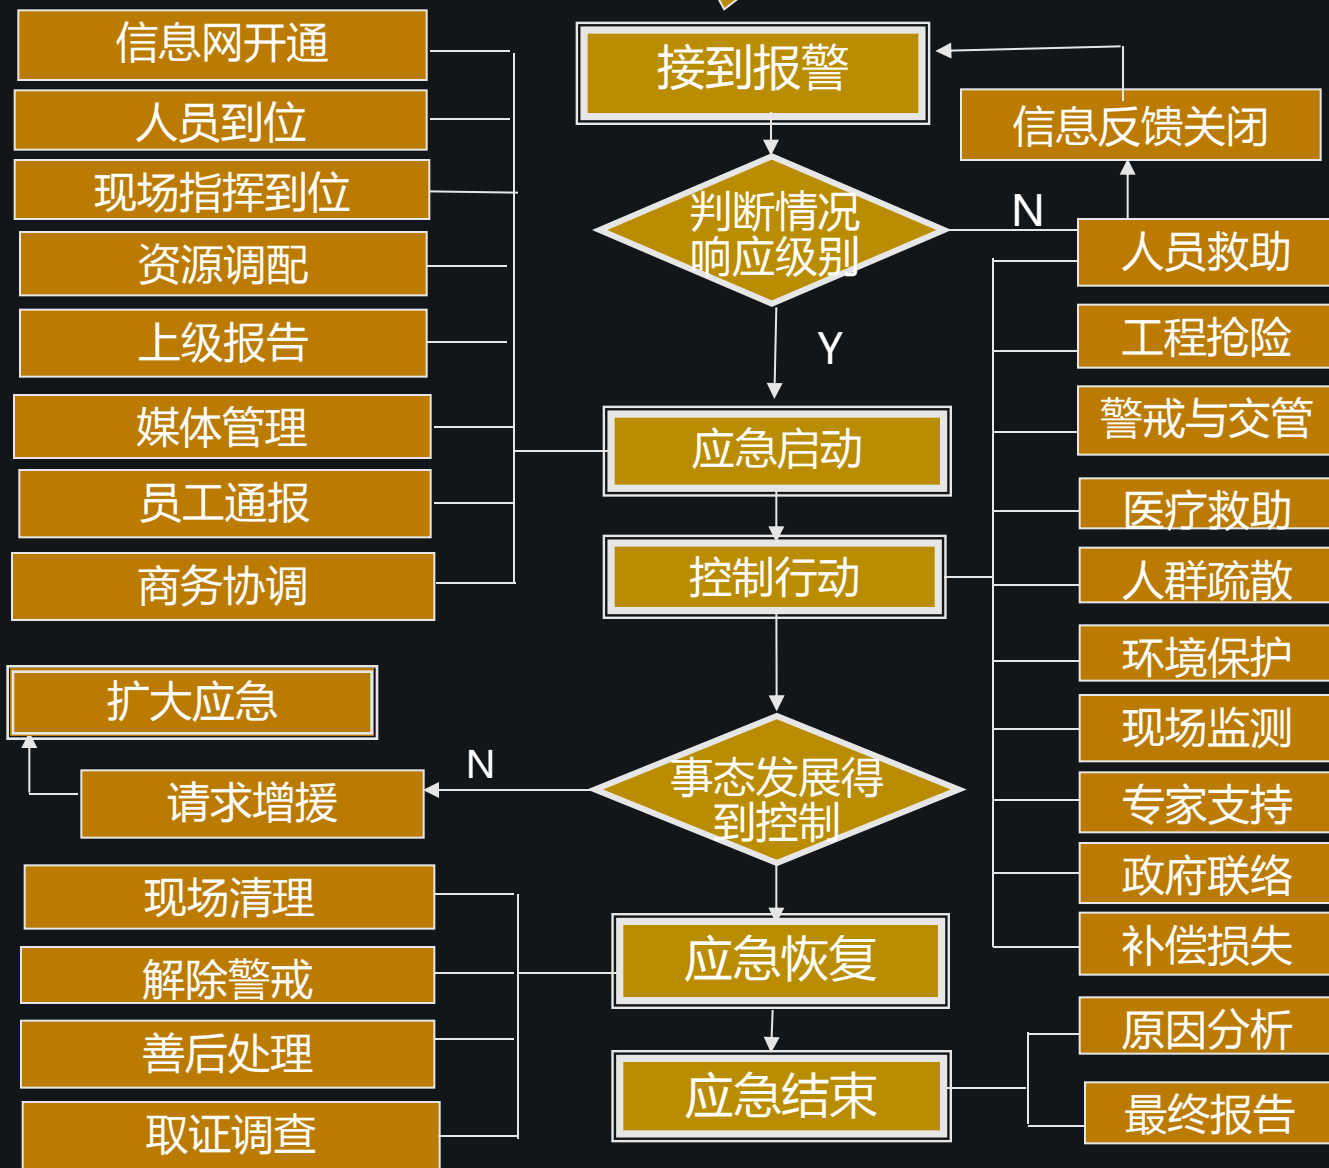 信息网开通
人员到位
现场指挥到位
资源调配
上级报告
媒体管理
员工通报
商务协调
扩大应急
请求增援
现场清理
解除警戒
善后处理
取证调查
接到报警
判断情况
响应级别
N
Y
应急启动
控制行动
事态发展得
到控制
N
应急恢复
应急结束
信息反馈关闭
人员救助
工程抢险
警戒与交管
医疗救助
人群疏散
环境保护
现场监测
专家支持
政府联络
补偿损失
原因分析
最终报告